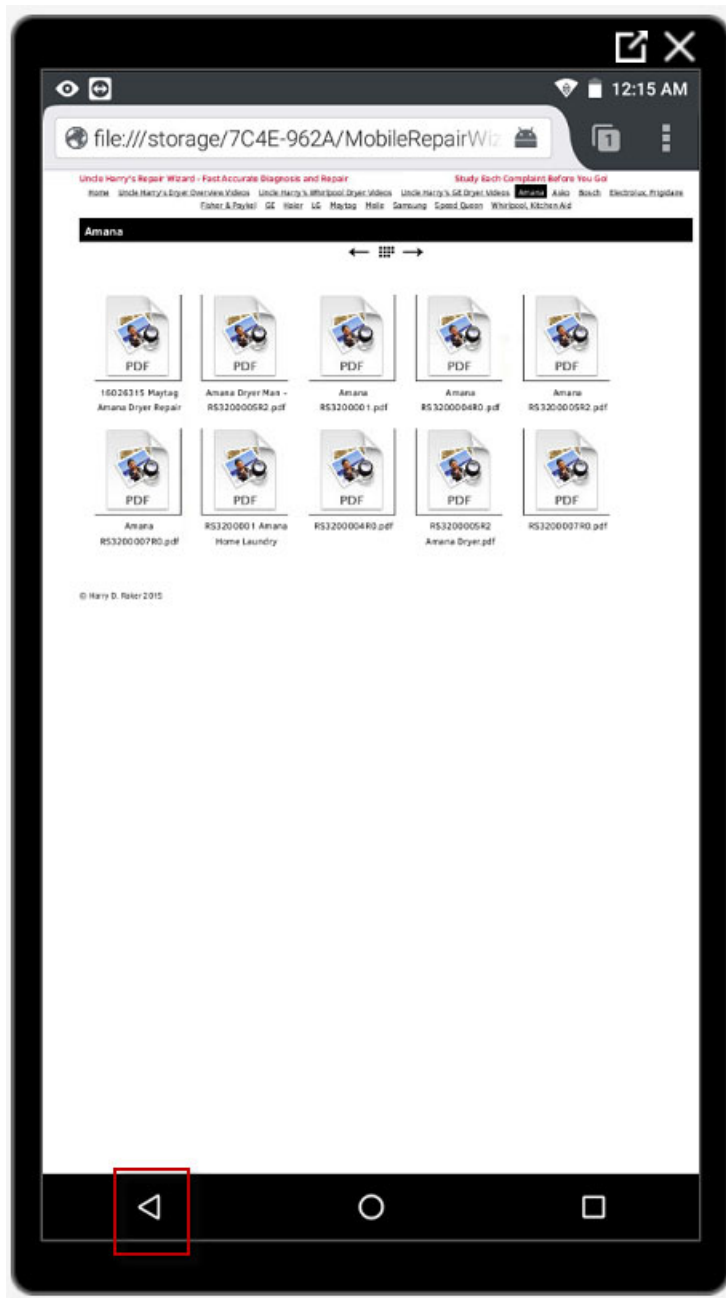 12:15 AM
file:///storage/7C4E-962A/MobileRepairWiz
1
Uncle Harry's Repair Wizard - Fast Accurate Diagnosis and Repair Study Each Complaint Before You Go!
Home Uncle Harry's Dryer Overview Videos Uncle Harry's Whirlpool Dryer Videos Uncle Harry's GE Dryer Videos Amana Asko Bosch Electrolux, Frigidare
Fisher & Paykel GE Haier LG Maytag Miele Samsung Speed Queen Whirlpool, Kitchen Aid
Amana
PDF PDF PDF PDF PDF
16026315 Maytag Amana Dryer Man - Amana Amana Amana
Amana Dryer Repair RS3200005R2.pdf RS3200001.pdf RS3200004R0.pdf RS3200005R2.pdf
PDF PDF PDF PDF PDF
Amana RS3200001 Amana RS3200004R0.pdf RS3200005R2 RS3200007R0.pdf
RS3200007R0.pdf Home Laundry Amana Dryer.pdf
© Harry D. Raker 2015